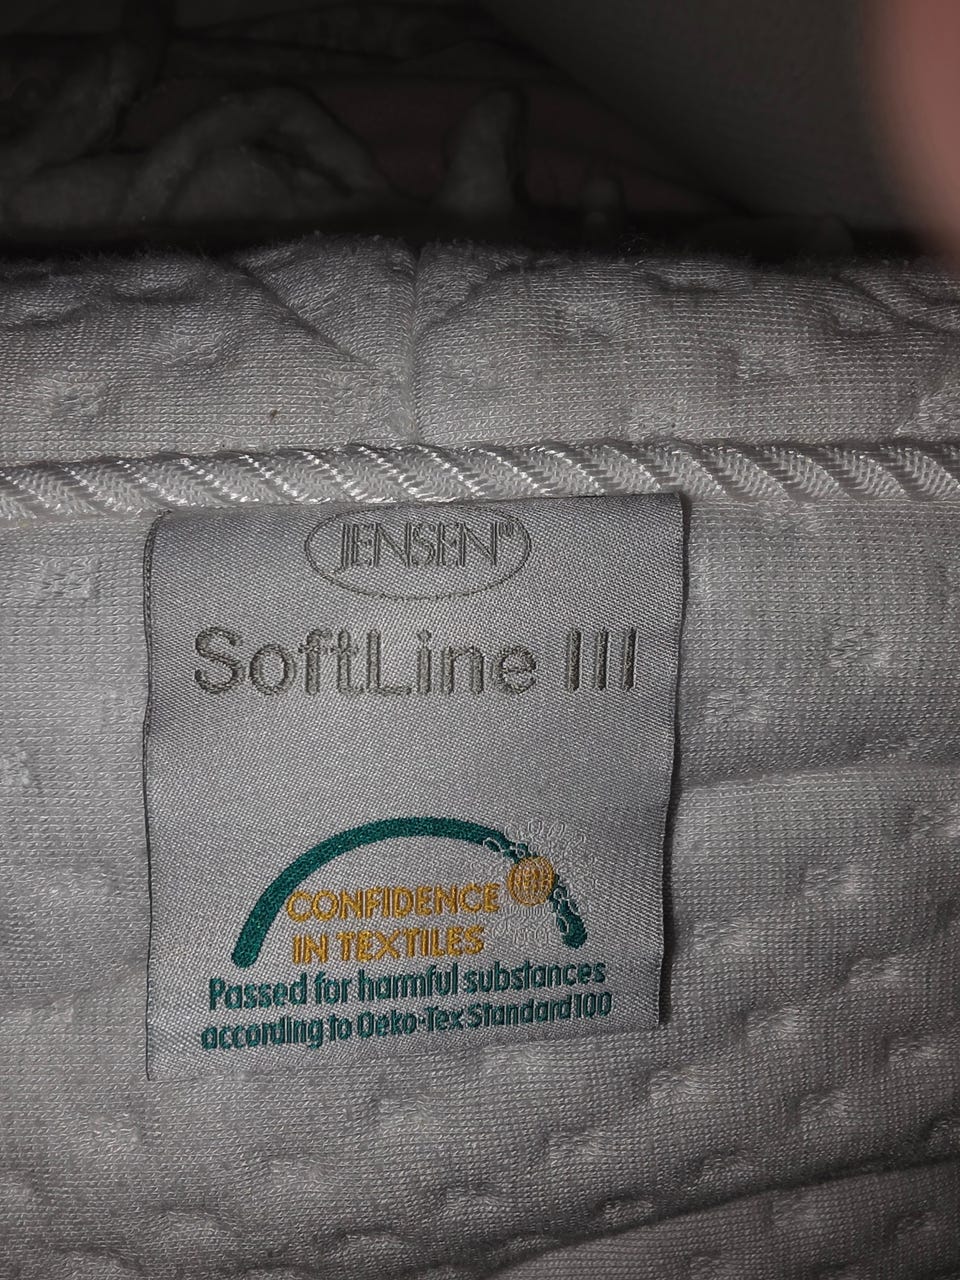 JENSEN®
SoftLine III
CONFIDENCE
IN TEXTILES
Passed for harmful substances
according to Oeko-Tex Standard 100